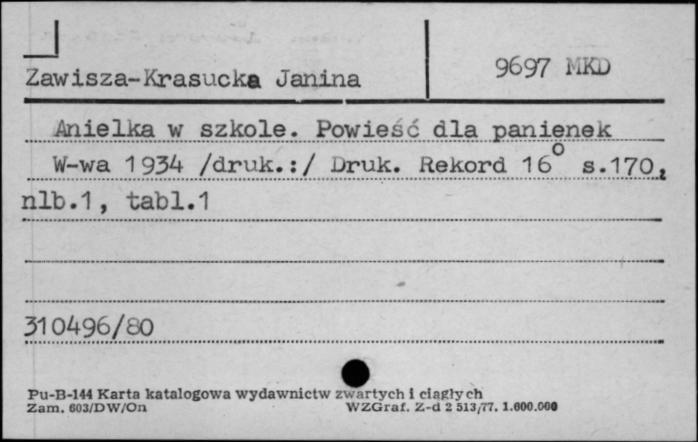 Zawisza-Krasucka Janina
9697 MKD
Anielka w szkole. Powieść dla panienek
W-wa 1934 /druk.:/ Druk. Rekord 16° s.170,
nlb.1, tabl.1
310496/80
Pu-B-144 Karta katalogowa wydawnictw zwartych i ciągłych
Zam. 603/DW/On WZGraf. Z-d 2 513/77. 1.600.000